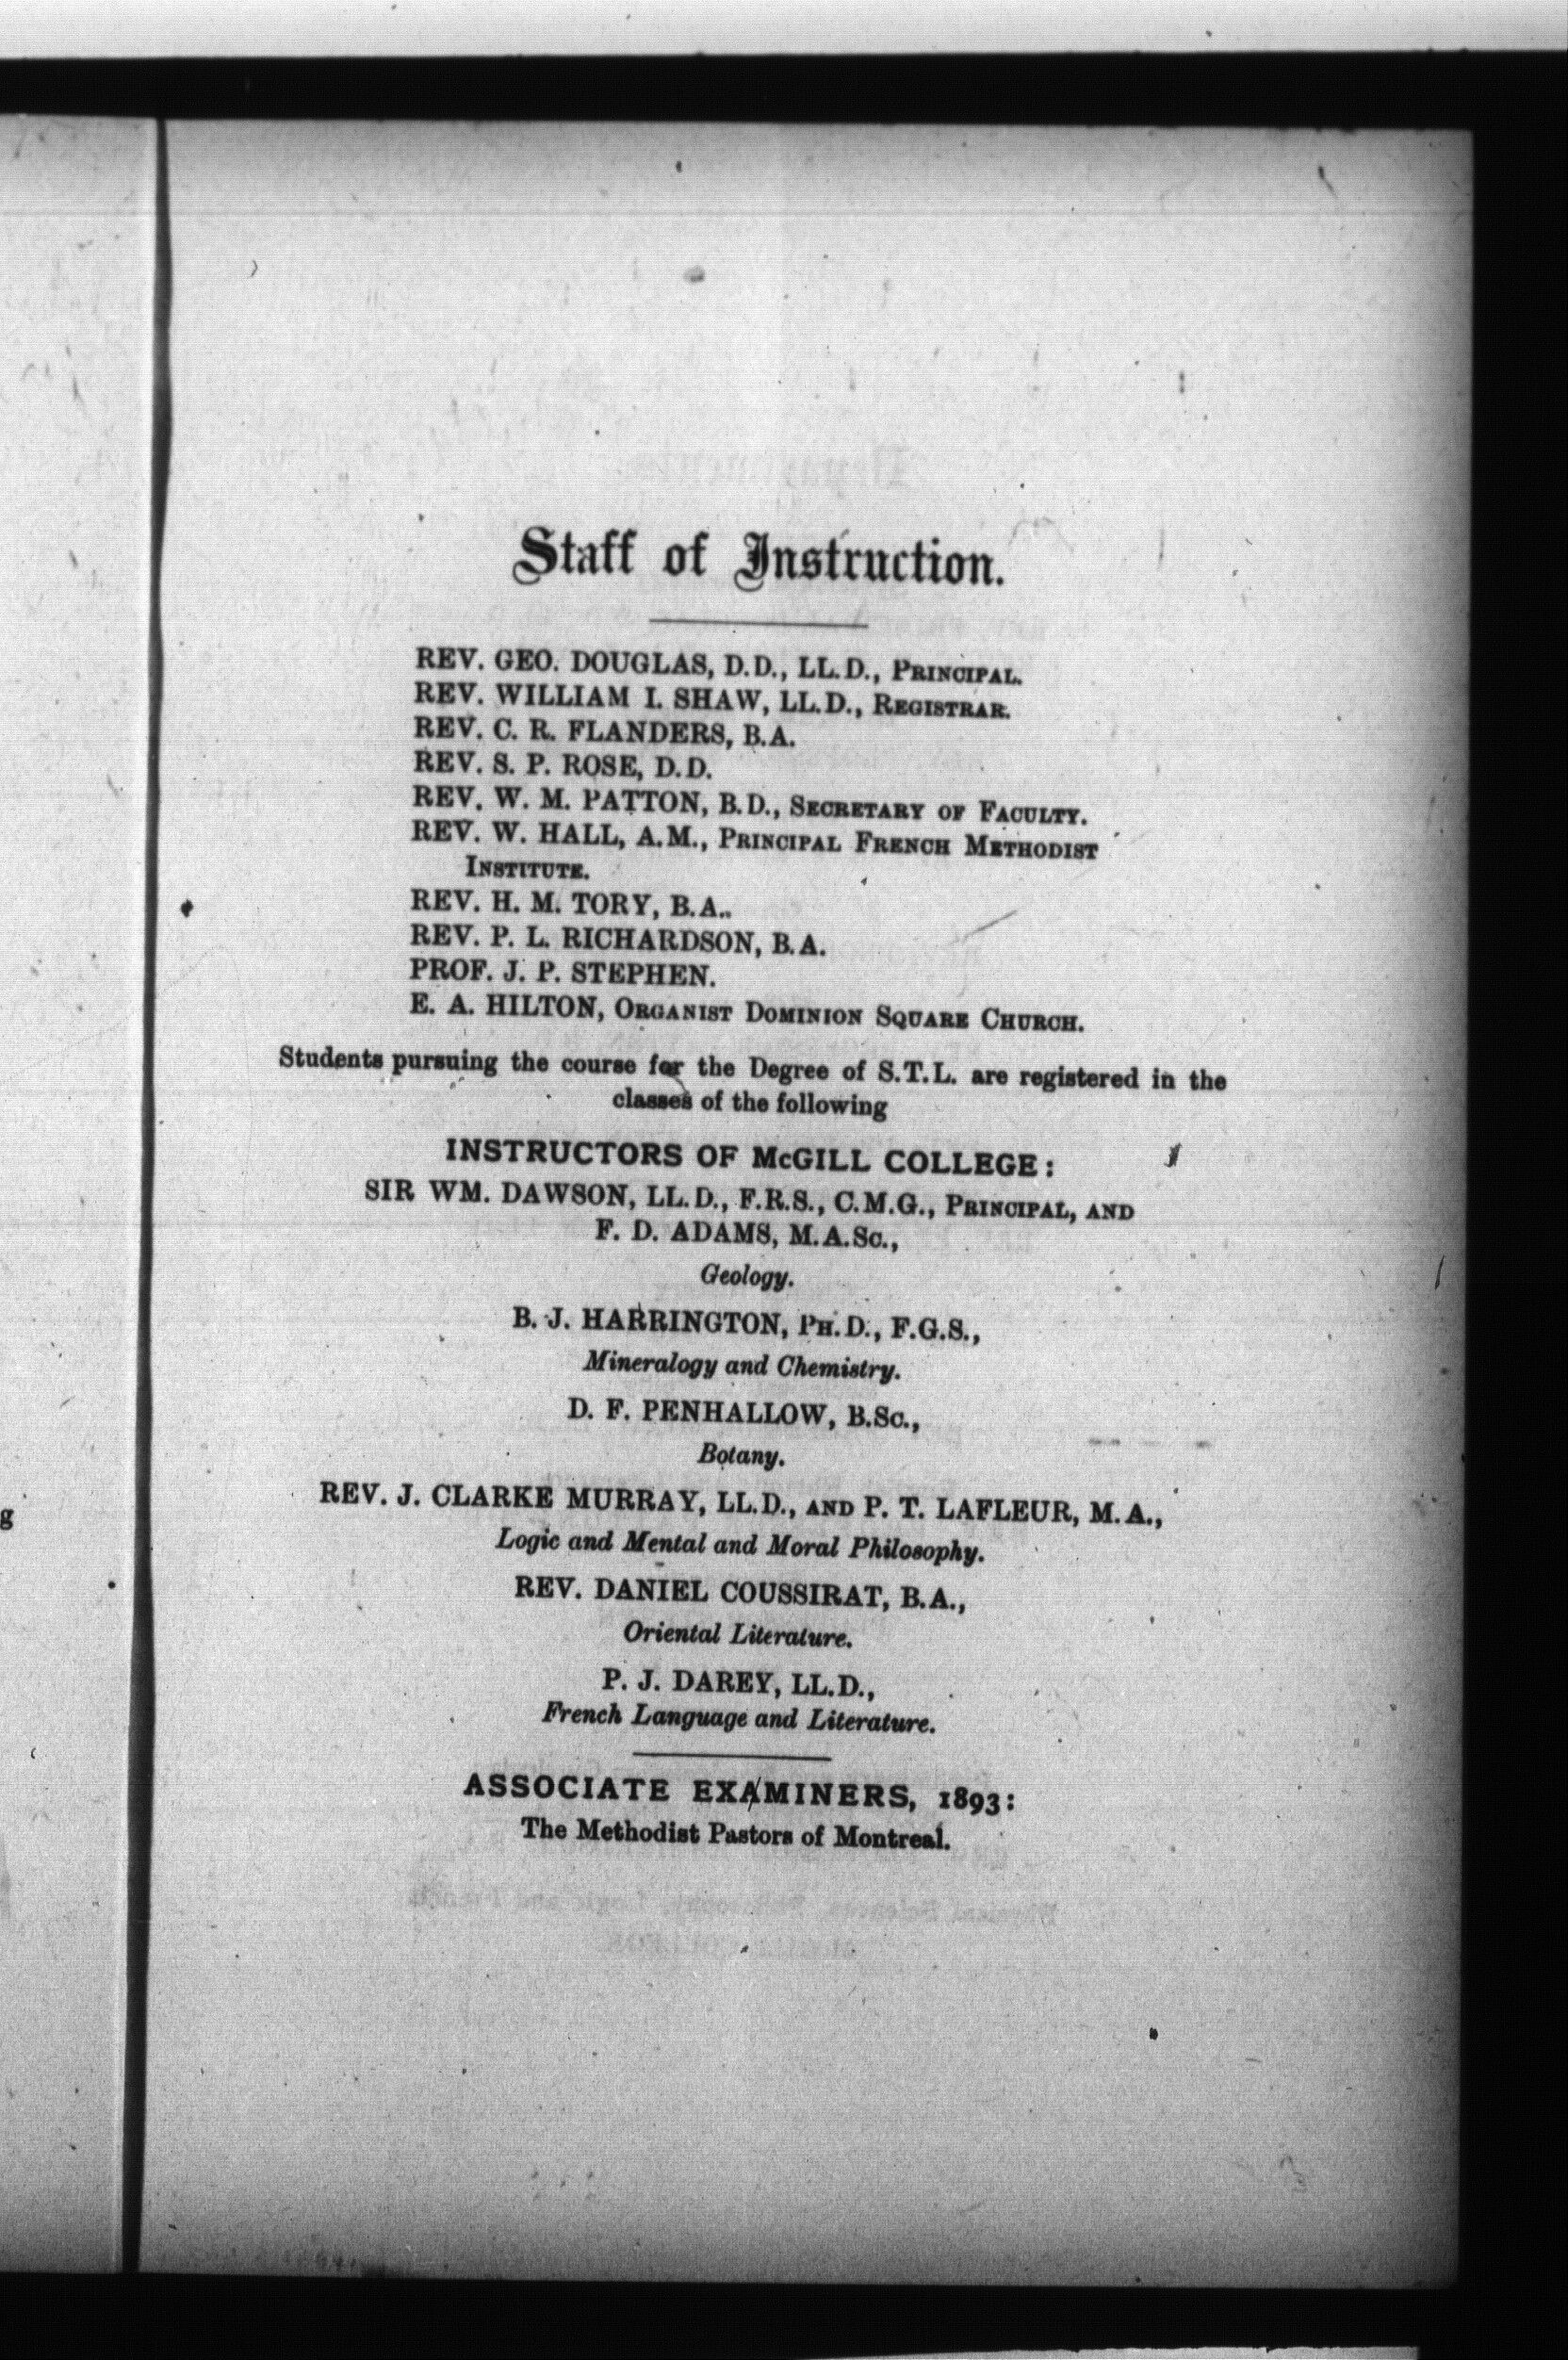 Staff of Instruction.
REV. GEO. DOUGLAS, D.D., LL.D., PRINCIPAL.
REV. WILLIAM I. SHAW, LL.D., REGISTRAR.
REV. C. R. FLANDERS, B.A.
REV. S. P. ROSE, D.D.
REV. W. M. PATTON, B.D., SECRETARY OF FACULTY.
REV. W. HALL, A.M., PRINCIPAL FRENCH METHODIST
INSTITUTE.
REV. H. M. TORY, B.A..
REV. P. L. RICHARDSON, B.A.
PROF. J. P. STEPHEN.
E. A. HILTON, ORGANIST DOMINION SQUARE CHURCH.
Students pursuing the course for the Degree of S.T.L. are registered in the
classes of the following
INSTRUCTORS OF McGILL COLLEGE:
SIR WM. DAWSON, LL.D., F.R.S., C.M.G., PRINCIPAL, AND
F. D. ADAMS, M.A.Sc.,
Geology.
B. J. HARRINGTON, PH.D., F.G.S.,
Mineralogy and Chemistry.
D. F. PENHALLOW, B.Sc.,
Botany.
REV. J. CLARKE MURRAY, LL.D., AND P. T. LAFLEUR, M.A.,
Logic and Mental and Moral Philosophy.
REV. DANIEL COUSSIRAT, B.A.,
Oriental Literature.
P. J. DAREY, LL.D.,
French Language and Literature.
ASSOCIATE EXAMINERS, 1893:
The Methodist Pastors of Montreal.
g